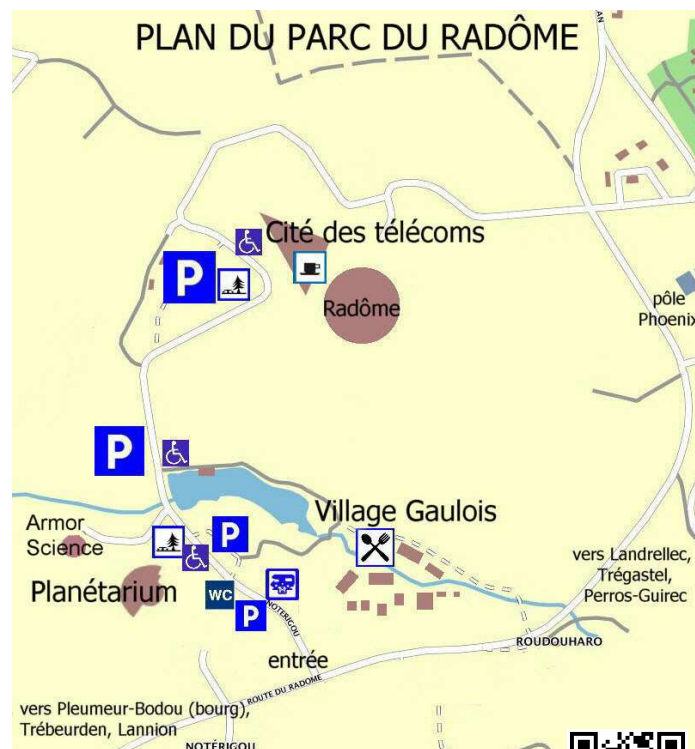 PLAN DU PARC DU RADÔME
Cité des télécoms
P
Radôme
pôle
Phoenix
P
Village Gaulois
Armor
Science
P
vers Landrellec,
Trégastel,
Perros-Guirec
Planétarium
WC
P
NOTÉRIGOU
ROUDOUHARO
entrée
ROUTE DU RADOME
vers Pleumeur-Bodou (bourg),
Trébeurden, Lannion
NOTÉRIGOU